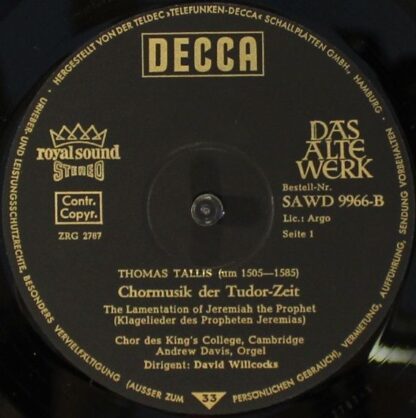 HERGESTELLT VON DER TELDEC »TELEFUNKEN-DECCA« SCHALLPLATTEN GMBH., HAMBURG
DECCA
royal sound
STEREO
DAS
ALTE
WERK
Contr.
Copyr.
Bestell-Nr.
SAWD 9966-B
Lic.: Argo
ZRG 2787
Seite 1
THOMAS TALLIS (um 1505—1585)
Chormusik der Tudor-Zeit
The Lamentation of Jeremiah the Prophet
(Klagelieder des Propheten Jeremias)
Chor des King's College, Cambridge
Andrew Davis, Orgel
Dirigent: David Willcocks
33
URHEBER- UND LEISTUNGSSCHUTZRECHTE, BESONDERS VERVIELFÄLTIGUNG (AUSSER ZUM PERSÖNLICHEN GEBRAUCH), VERMIETUNG, AUFFÜHRUNG, SENDUNG